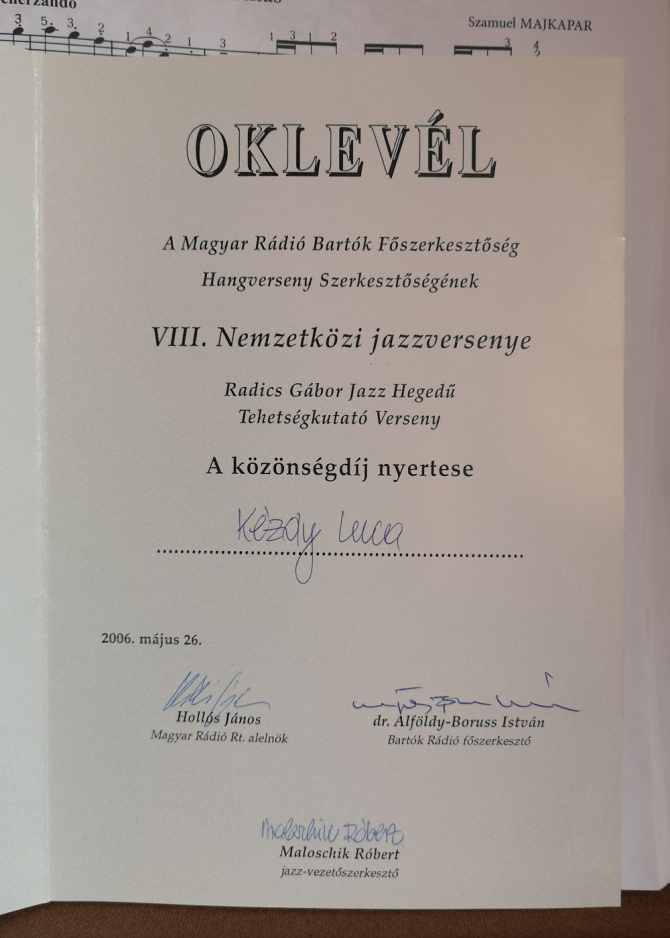 Szamuel MAJKAPAR
OKLEVÉL
A Magyar Rádió Bartók Főszerkesztőség
Hangverseny Szerkesztőségének
VIII. Nemzetközi jazzversenye
Radics Gábor Jazz Hegedű
Tehetségkutató Verseny
A közönségdíj nyertese
Kézdy Luca
2006. május 26.
Hollós János
Magyar Rádió Rt. alelnök
dr. Alföldy-Boruss István
Bartók Rádió főszerkesztő
Maloschik Róbert
Maloschik Róbert
jazz-vezetőszerkesztő